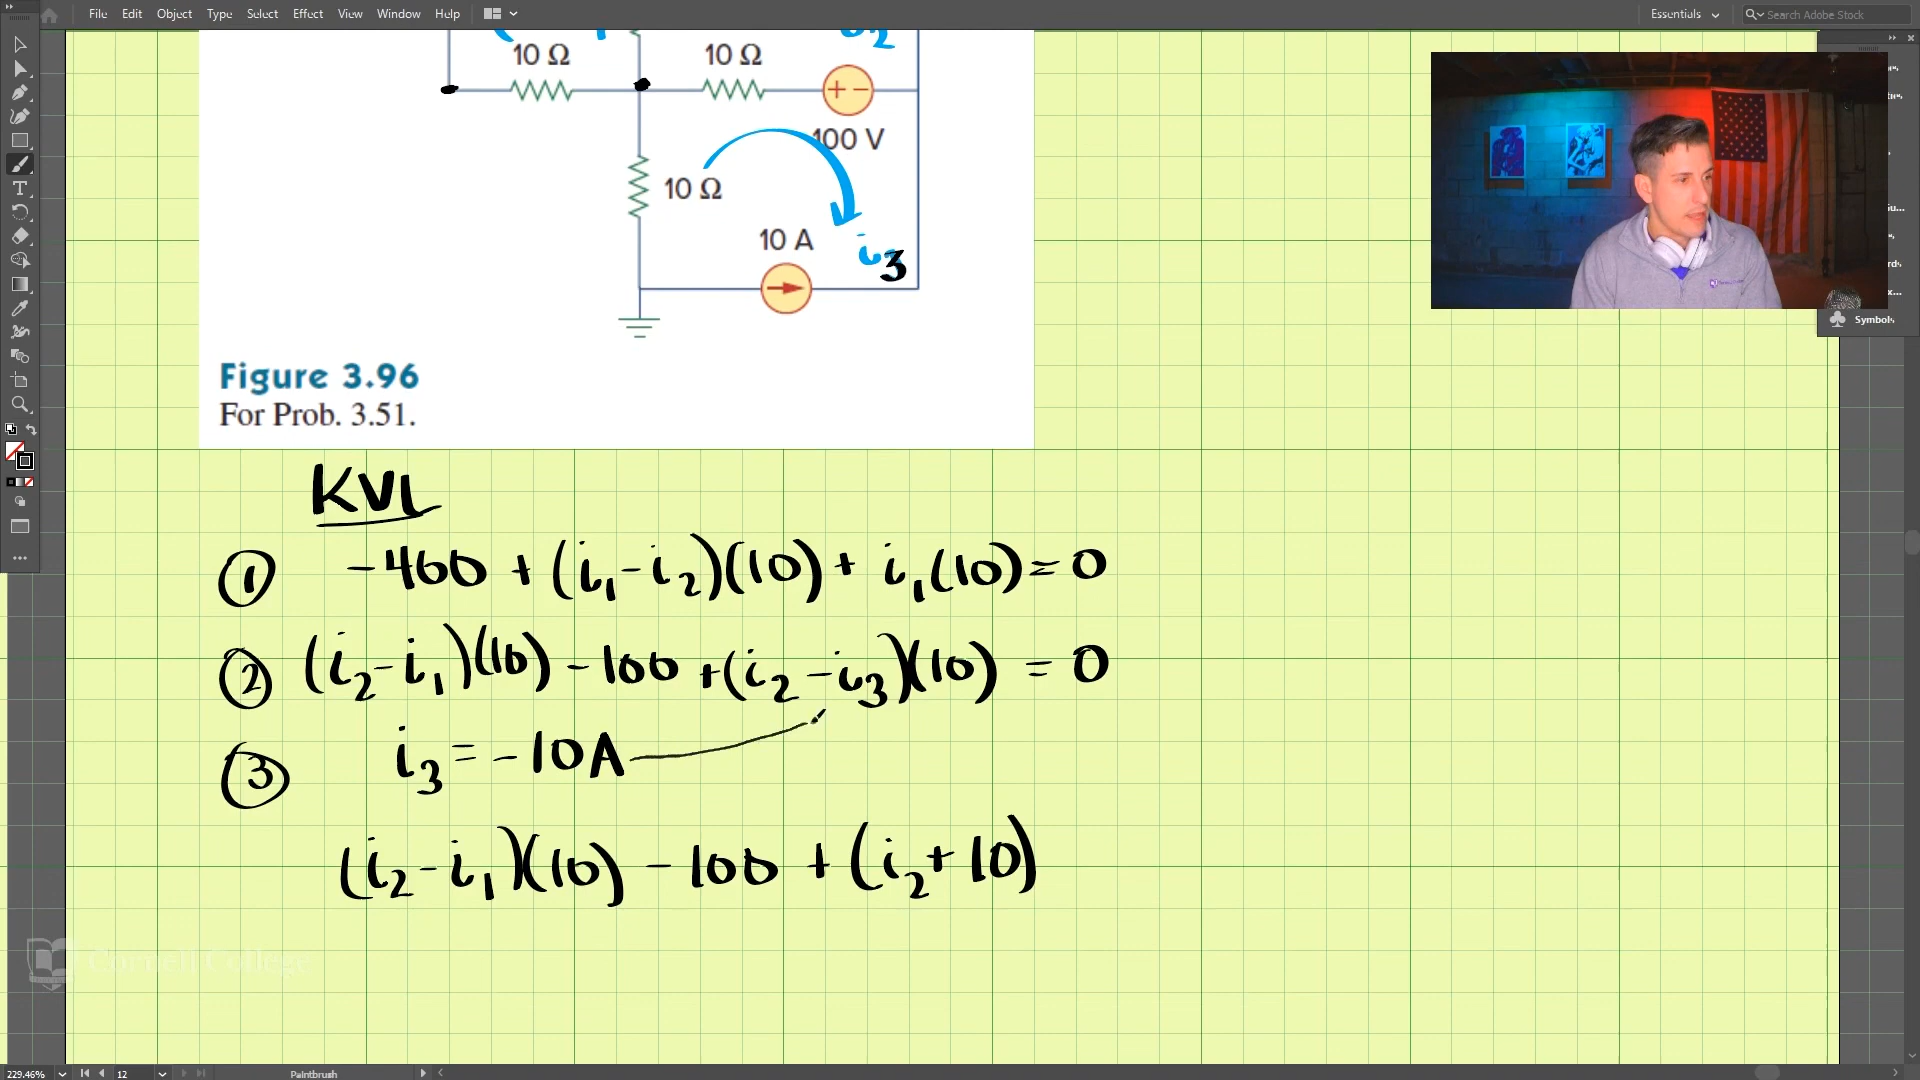 File Edit Object Type Select Effect View Window Help
Essentials
Search Adobe Stock
i2
10 Ω
10 Ω
+ −
100 V
10 Ω
10 A
i3
Symbols
Figure 3.96
For Prob. 3.51.
KVL
① -400 + (i1 - i2)(10) + i1(10) = 0
② (i2 - i1)(10) - 100 + (i2 - i3)(10) = 0
③ i3 = -10A
(i2 - i1)(10) - 100 + (i2 + 10)
Cornell College
229.46%
12
Paintbrush